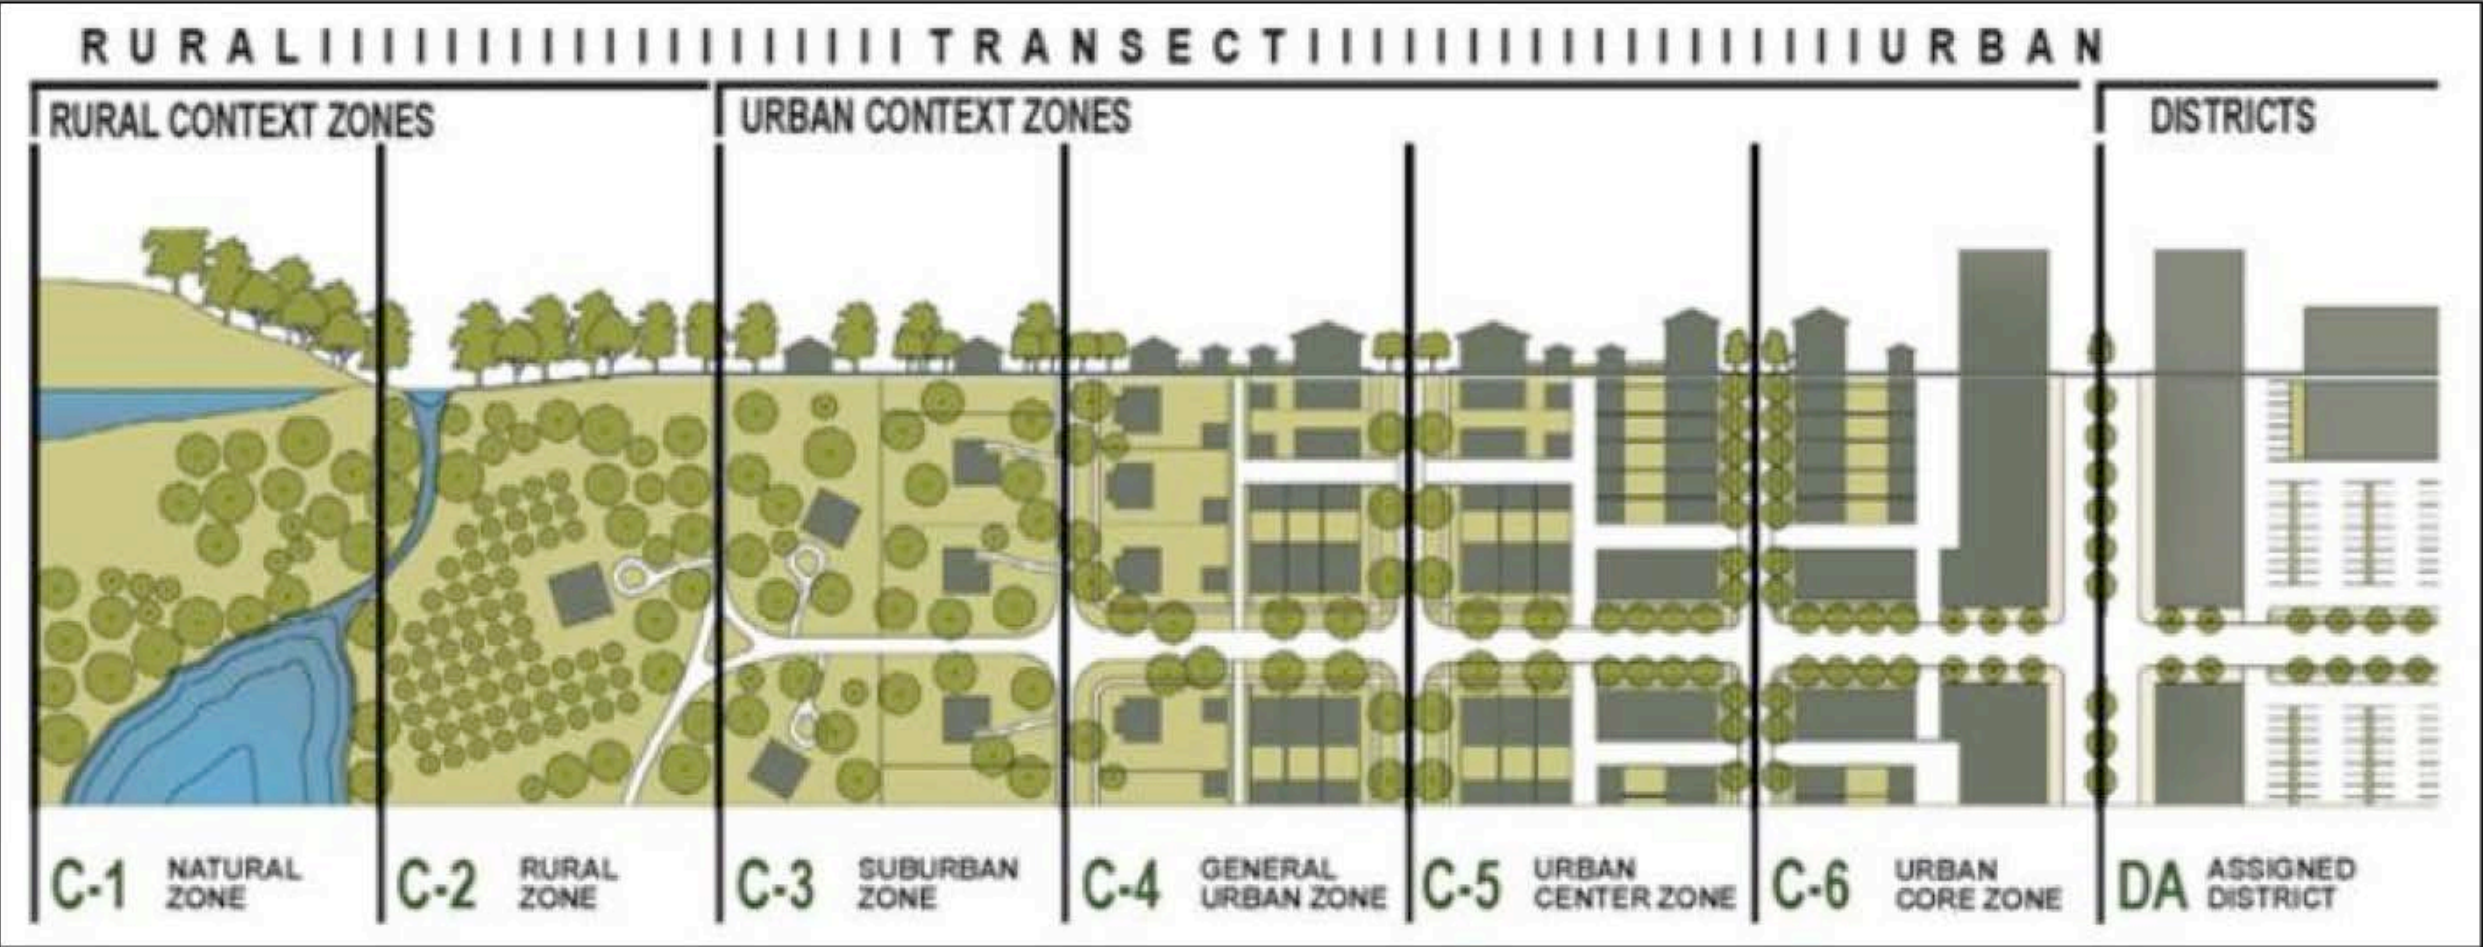 RURAL||||||||||||||||||| TRANSECT||||||||||||||||||URBAN
RURAL CONTEXT ZONES
URBAN CONTEXT ZONES
DISTRICTS
C-1 NATURAL
ZONE
C-2 RURAL
ZONE
C-3 SUBURBAN
ZONE
C-4 GENERAL
URBAN ZONE
C-5 URBAN
CENTER ZONE
C-6 URBAN
CORE ZONE
DA ASSIGNED
DISTRICT